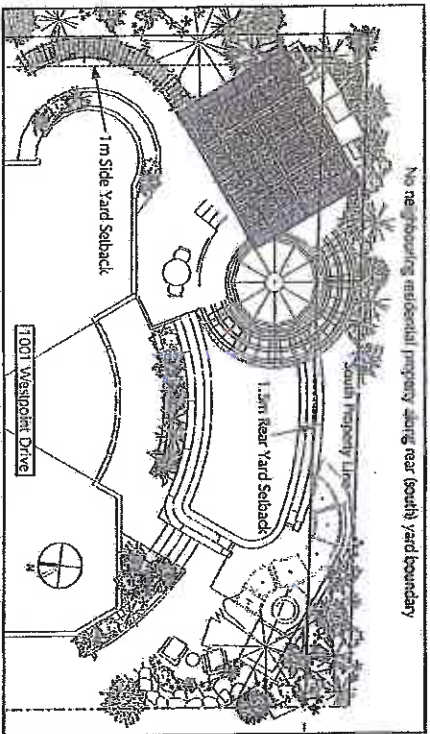 No neighbouring residential property along rear (south) yard boundary
South Property Line
1.5m Rear Yard Setback
1m Side Yard Setback
1001 Westpoint Drive
N